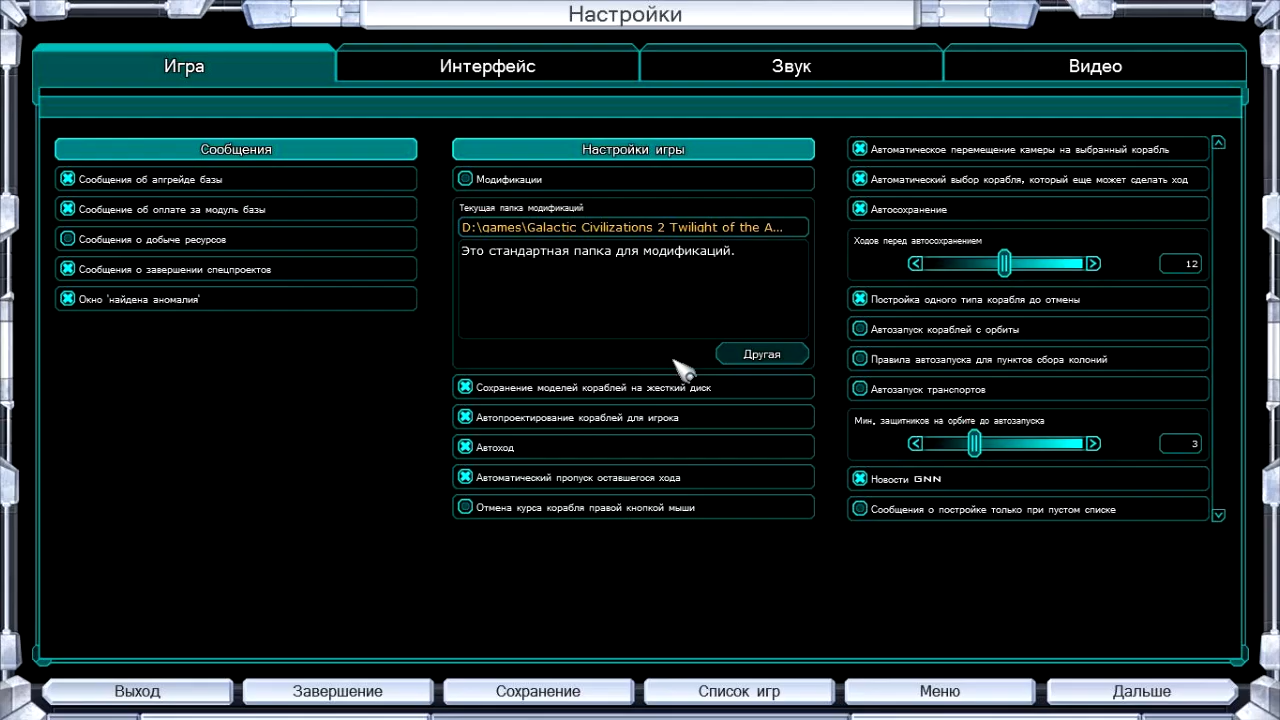 Настройки
Игра
Интерфейс
Звук
Видео
Сообщения
Сообщения об апгрейде базы
Сообщение об оплате за модуль базы
Сообщения о добыче ресурсов
Сообщения о завершении спецпроектов
Окно 'найдена аномалия'
Настройки игры
Модификации
Текущая папка модификаций
D:\games\Galactic Civilizations 2 Twilight of the A...
Это стандартная папка для модификаций.
Другая
Сохранение моделей кораблей на жесткий диск
Автопроектирование кораблей для игрока
Автоход
Автоматический пропуск оставшегося хода
Отмена курса корабля правой кнопкой мыши
Автоматическое перемещение камеры на выбранный корабль
Автоматический выбор корабля, который еще может сделать ход
Автосохранение
Ходов перед автосохранением
12
Постройка одного типа корабля до отмены
Автозапуск кораблей с орбиты
Правила автозапуска для пунктов сбора колоний
Автозапуск транспортов
Мин. защитников на орбите до автозапуска
3
Новости GNN
Сообщения о постройке только при пустом списке
Выход
Завершение
Сохранение
Список игр
Меню
Дальше